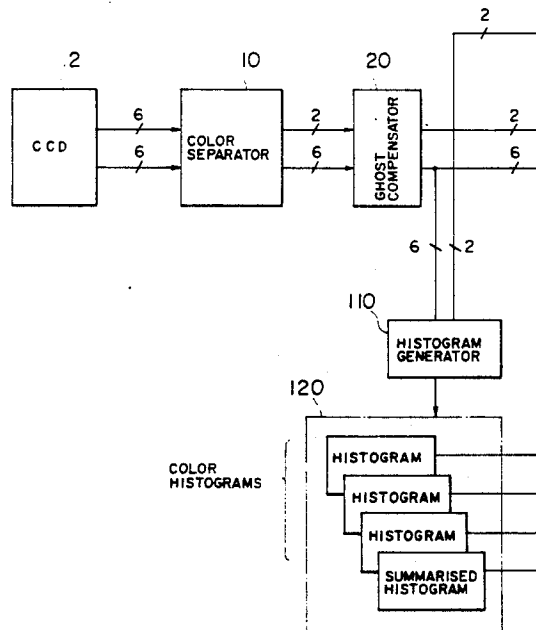 2
2
10
20
CCD
6
6
COLOR
SEPARATOR
2
6
GHOST
COMPENSATOR
2
6
6
2
110
HISTOGRAM
GENERATOR
120
COLOR
HISTOGRAMS
HISTOGRAM
HISTOGRAM
HISTOGRAM
SUMMARISED
HISTOGRAM